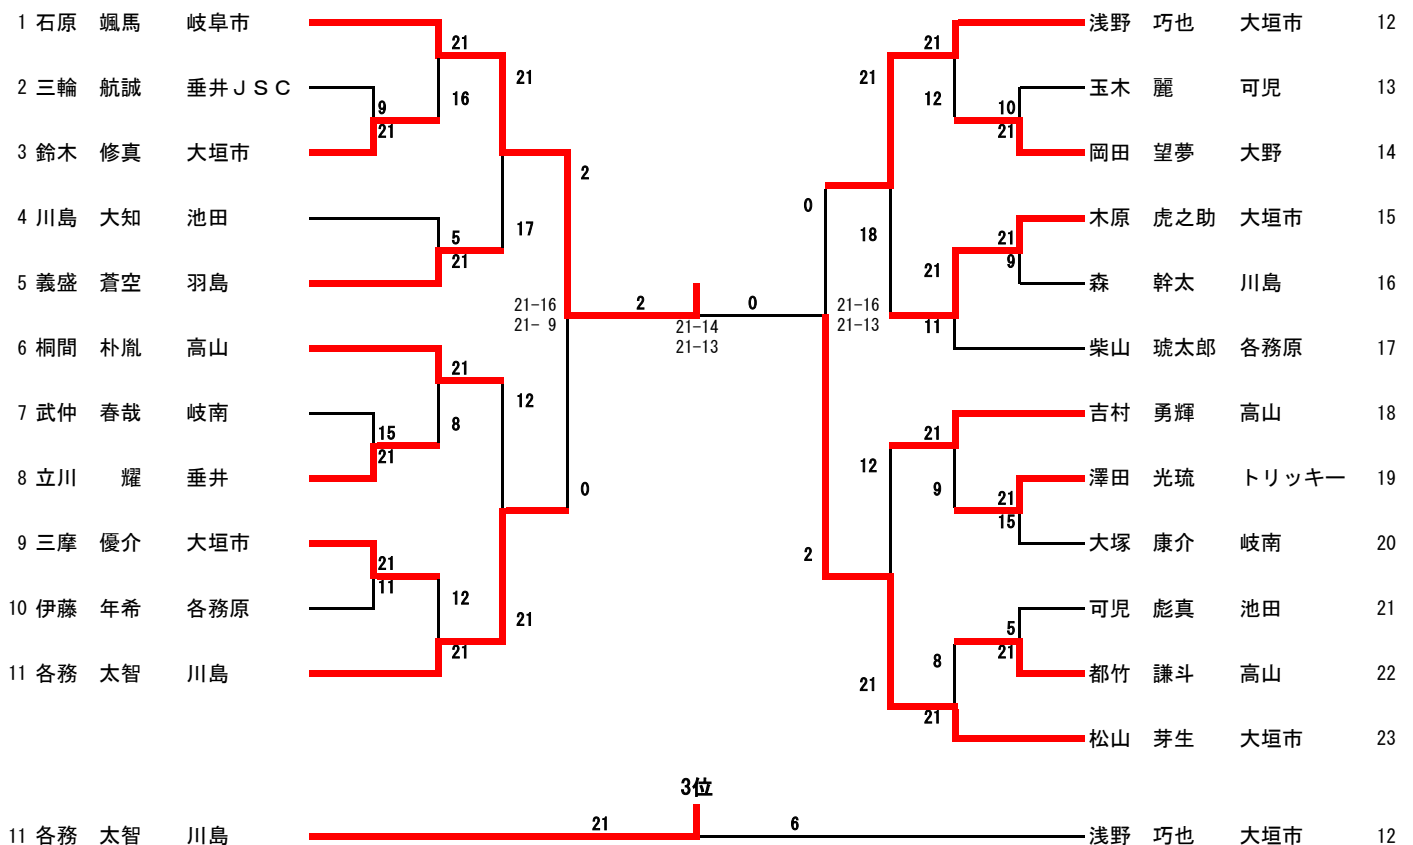 1 石原 颯馬 岐阜市
21
2 三輪 航誠 垂井ＪＳＣ
9
16
21
21
3 鈴木 修真 大垣市
2
4 川島 大知 池田
5
17
21
5 義盛 蒼空 羽島
21-16
21- 9
2
6 桐間 朴胤 高山
21
12
7 武仲 春哉 岐南
15
8
21
8 立川 耀 垂井
0
9 三摩 優介 大垣市
21
11
12
10 伊藤 年希 各務原
21
21
11 各務 太智 川島
21-14
21-13
0
浅野 巧也 大垣市 12
21
21
玉木 麗 可児 13
12
10
21
岡田 望夢 大野 14
0
木原 虎之助 大垣市 15
18
21
9
21
森 幹太 川島 16
21-16
21-13
11
柴山 琥太郎 各務原 17
吉村 勇輝 高山 18
21
12
澤田 光琉 トリッキー 19
9
21
15
大塚 康介 岐南 20
2
可児 彪真 池田 21
5
21
8
都竹 謙斗 高山 22
21
21
松山 芽生 大垣市 23
3位
11 各務 太智 川島 21 6 浅野 巧也 大垣市 12